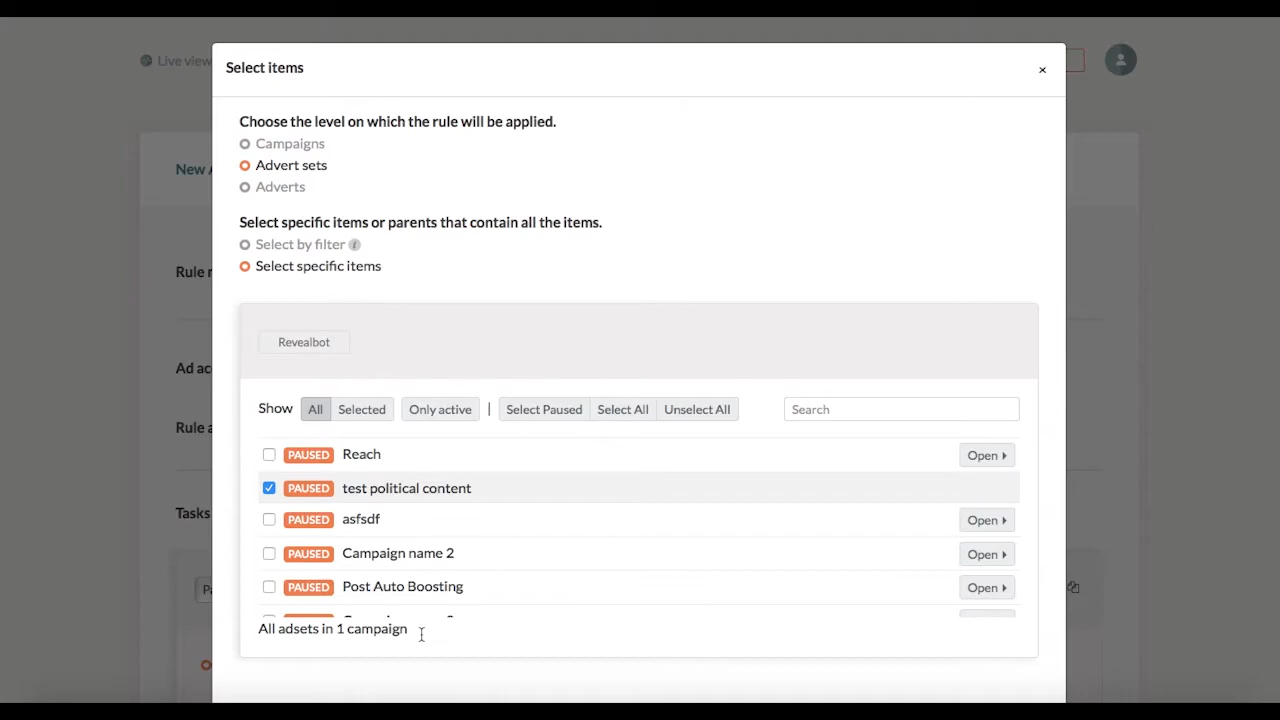 Live view
Select items
×
Choose the level on which the rule will be applied.
Campaigns
Advert sets
Adverts
New A
Select specific items or parents that contain all the items.
Select by filter i
Select specific items
Rule
Revealbot
Ad acc
Show All Selected Only active | Select Paused Select All Unselect All Search
Rule a
PAUSED Reach Open
PAUSED test political content
Tasks
PAUSED asfsdf Open
PAUSED Campaign name 2 Open
PAUSED Post Auto Boosting Open
All adsets in 1 campaign